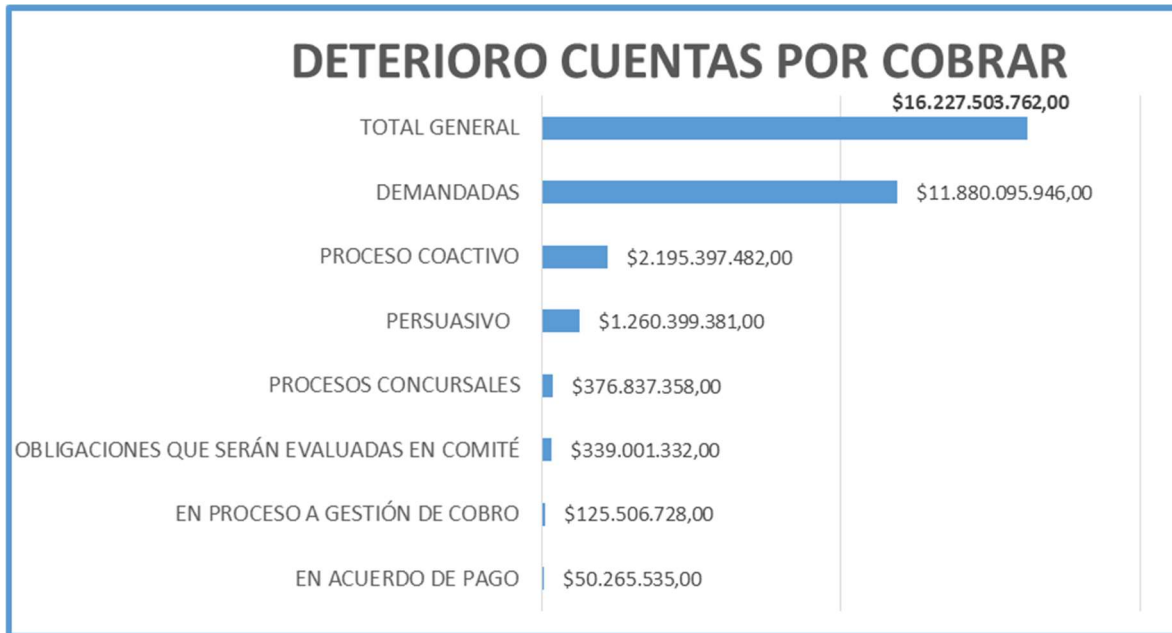 DETERIORO CUENTAS POR COBRAR
$16.227.503.762,00
TOTAL GENERAL
DEMANDADAS
$11.880.095.946,00
PROCESO COACTIVO
$2.195.397.482,00
PERSUASIVO
$1.260.399.381,00
PROCESOS CONCURSALES
$376.837.358,00
OBLIGACIONES QUE SERÁN EVALUADAS EN COMITÉ
$339.001.332,00
EN PROCESO A GESTIÓN DE COBRO
$125.506.728,00
EN ACUERDO DE PAGO
$50.265.535,00